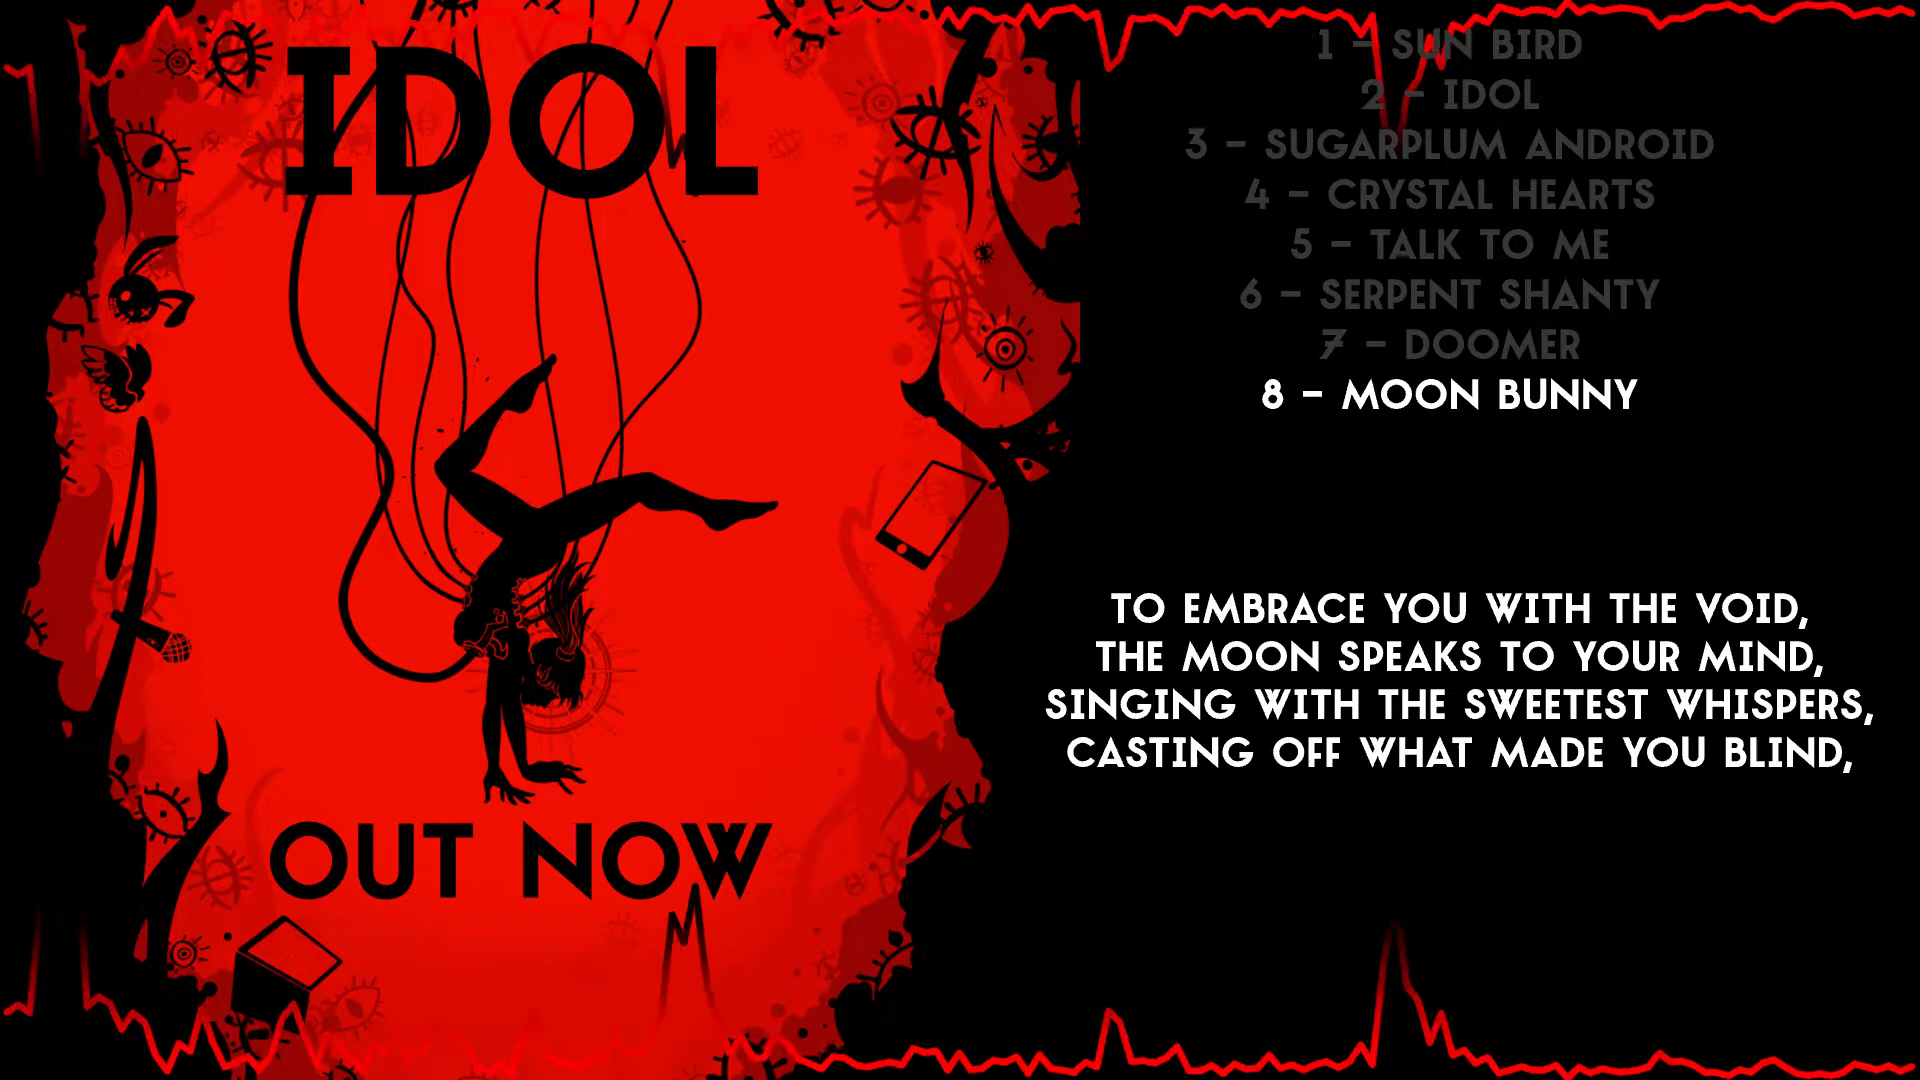 IDOL
OUT NOW
1 - SUN BIRD
2 - IDOL
3 - SUGARPLUM ANDROID
4 - CRYSTAL HEARTS
5 - TALK TO ME
6 - SERPENT SHANTY
7 - DOOMER
8 - MOON BUNNY
TO EMBRACE YOU WITH THE VOID,
THE MOON SPEAKS TO YOUR MIND,
SINGING WITH THE SWEETEST WHISPERS,
CASTING OFF WHAT MADE YOU BLIND,